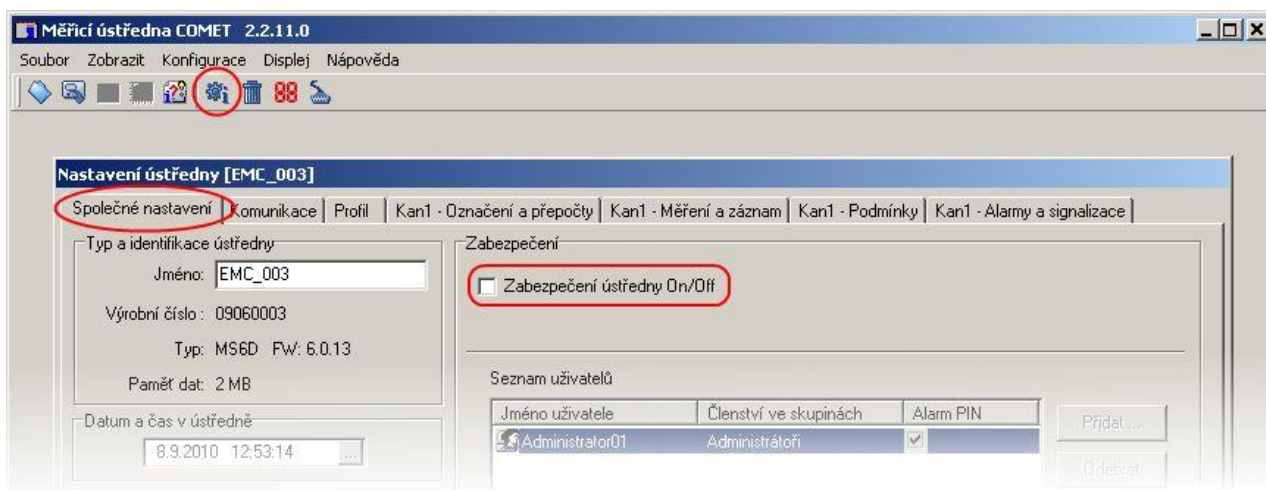 Měřicí ústředna COMET 2.2.11.0
Soubor Zobrazit Konfigurace Displej Nápověda
88
Nastavení ústředny [EMC_003]
Společné nastavení Komunikace Profil Kan1 - Označení a přepočty Kan1 - Měření a záznam Kan1 - Podmínky Kan1 - Alarmy a signalizace
Typ a identifikace ústředny
Jméno: EMC_003
Výrobní číslo : 09060003
Typ: MS6D FW: 6.0.13
Paměť dat: 2 MB
Datum a čas v ústředně
8.9.2010 12:53:14 ...
Zabezpečení
Zabezpečení ústředny On/Off
Seznam uživatelů
Jméno uživatele Členství ve skupinách Alarm PIN
Administrator01 Administrátoři
Přidat ...
Odebrat